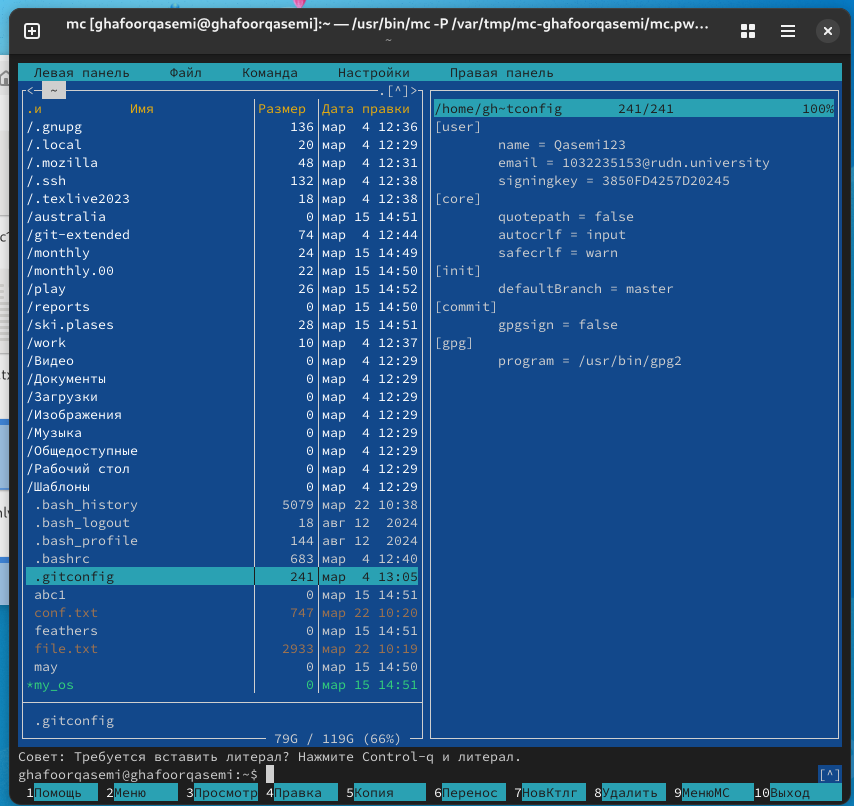 mc [ghafoorqasemi@ghafoorqasemi]:~ — /usr/bin/mc -P /var/tmp/mc-ghafoorqasemi/mc.pw...
~
Левая панель Файл Команда Настройки Правая панель
<─ ~ .[^]>
.и Имя Размер Дата правки
/.gnupg 136 мар 4 12:36
/.local 20 мар 4 12:29
/.mozilla 48 мар 4 12:31
/.ssh 132 мар 4 12:38
/.texlive2023 18 мар 4 12:38
/australia 0 мар 15 14:51
/git-extended 74 мар 4 12:44
/monthly 24 мар 15 14:49
/monthly.00 22 мар 15 14:50
/play 26 мар 15 14:52
/reports 0 мар 15 14:50
/ski.plases 28 мар 15 14:51
/work 10 мар 4 12:37
/Видео 0 мар 4 12:29
/Документы 0 мар 4 12:29
/Загрузки 0 мар 4 12:29
/Изображения 0 мар 4 12:29
/Музыка 0 мар 4 12:29
/Общедоступные 0 мар 4 12:29
/Рабочий стол 0 мар 4 12:29
/Шаблоны 0 мар 4 12:29
.bash_history 5079 мар 22 10:38
.bash_logout 18 авг 12 2024
.bash_profile 144 авг 12 2024
.bashrc 683 мар 4 12:40
.gitconfig 241 мар 4 13:05
abc1 0 мар 15 14:51
conf.txt 747 мар 22 10:20
feathers 0 мар 15 14:51
file.txt 2933 мар 22 10:19
may 0 мар 15 14:50
*my_os 0 мар 15 14:51
.gitconfig
79G / 119G (66%)
/home/gh~tconfig 241/241 100%
[user]
name = Qasemi123
email = 1032235153@rudn.university
signingkey = 3850FD4257D20245
[core]
quotepath = false
autocrlf = input
safecrlf = warn
[init]
defaultBranch = master
[commit]
gpgsign = false
[gpg]
program = /usr/bin/gpg2
Совет: Требуется вставить литерал? Нажмите Control-q и литерал.
ghafoorqasemi@ghafoorqasemi:~$ [^]
1Помощь 2Меню 3Просмотр 4Правка 5Копия 6Перенос 7НовКтлг 8Удалить 9МенюMC 10Выход